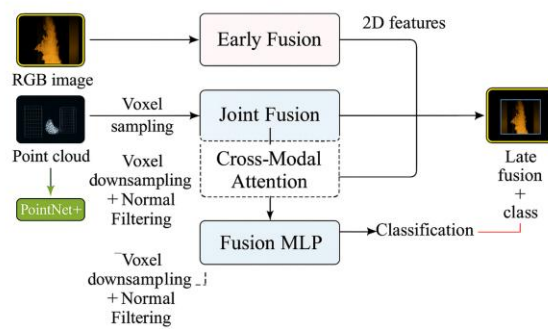 Early Fusion
2D features
RGB image
Voxel
sampling
Joint Fusion
Point cloud
Cross-Modal
Attention
Voxel
downsampling
+ Normal
Filtering
PointNet+
Late
fusion
+
class
Fusion MLP
Classification
Voxel
downsampling
+ Normal
Filtering